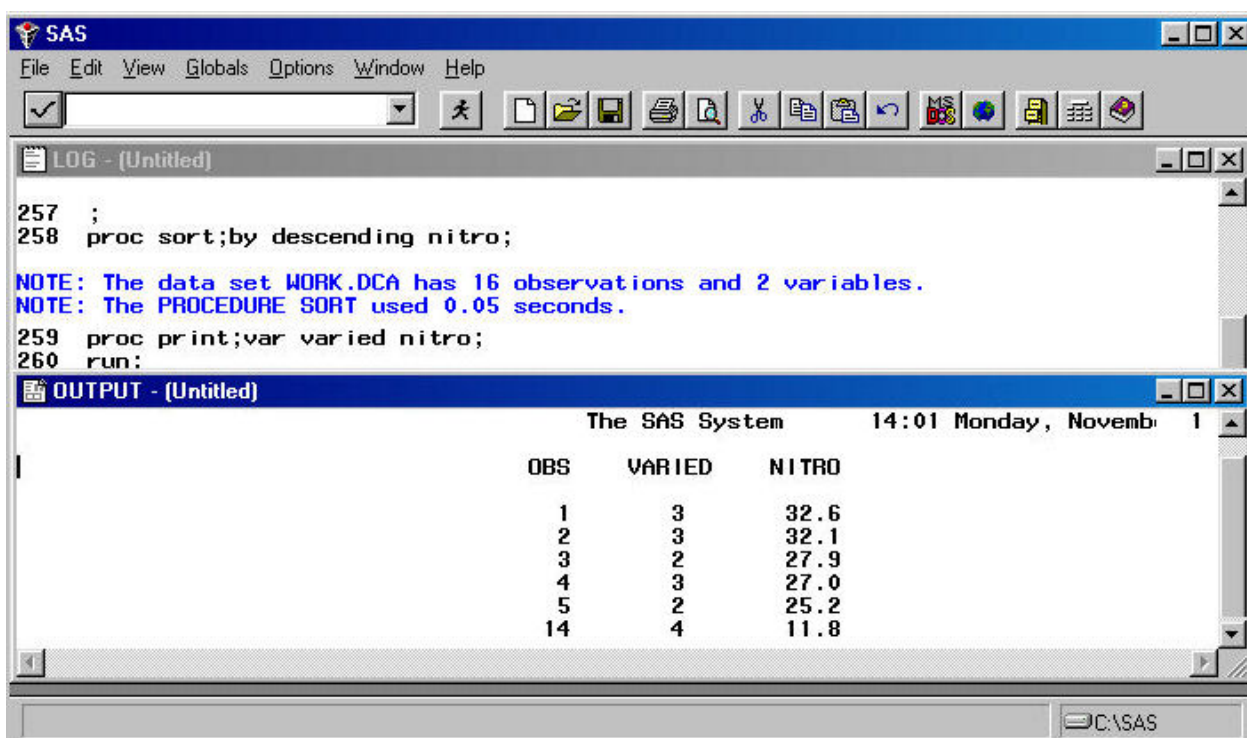 SAS
File Edit View Globals Options Window Help
MS DOS
LOG - (Untitled)
257 ;
258 proc sort;by descending nitro;
NOTE: The data set WORK.DCA has 16 observations and 2 variables.
NOTE: The PROCEDURE SORT used 0.05 seconds.
259 proc print;var varied nitro;
260 run;
OUTPUT - (Untitled)
The SAS System 14:01 Monday, Novemb 1
OBS VARIED NITRO
1 3 32.6
2 3 32.1
3 2 27.9
4 3 27.0
5 2 25.2
14 4 11.8
C:\SAS